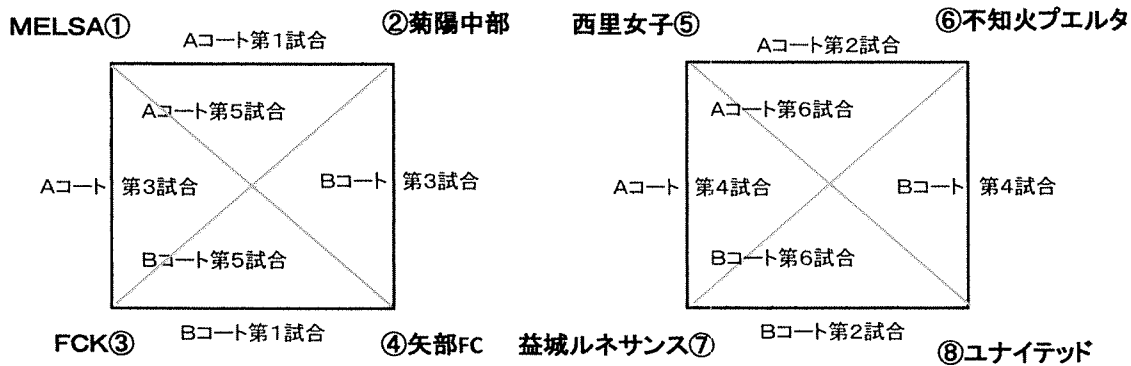 MELSA① ②菊陽中部 西里女子⑤ ⑥不知火プエルタ
Aコート第1試合 Aコート第2試合
Aコート第5試合 Aコート第6試合
Aコート 第3試合 Bコート 第3試合 Aコート 第4試合 Bコート 第4試合
Bコート第5試合 Bコート第6試合
Bコート第1試合 Bコート第2試合
FCK③ ④矢部FC 益城ルネサンス⑦ ⑧ユナイテッド